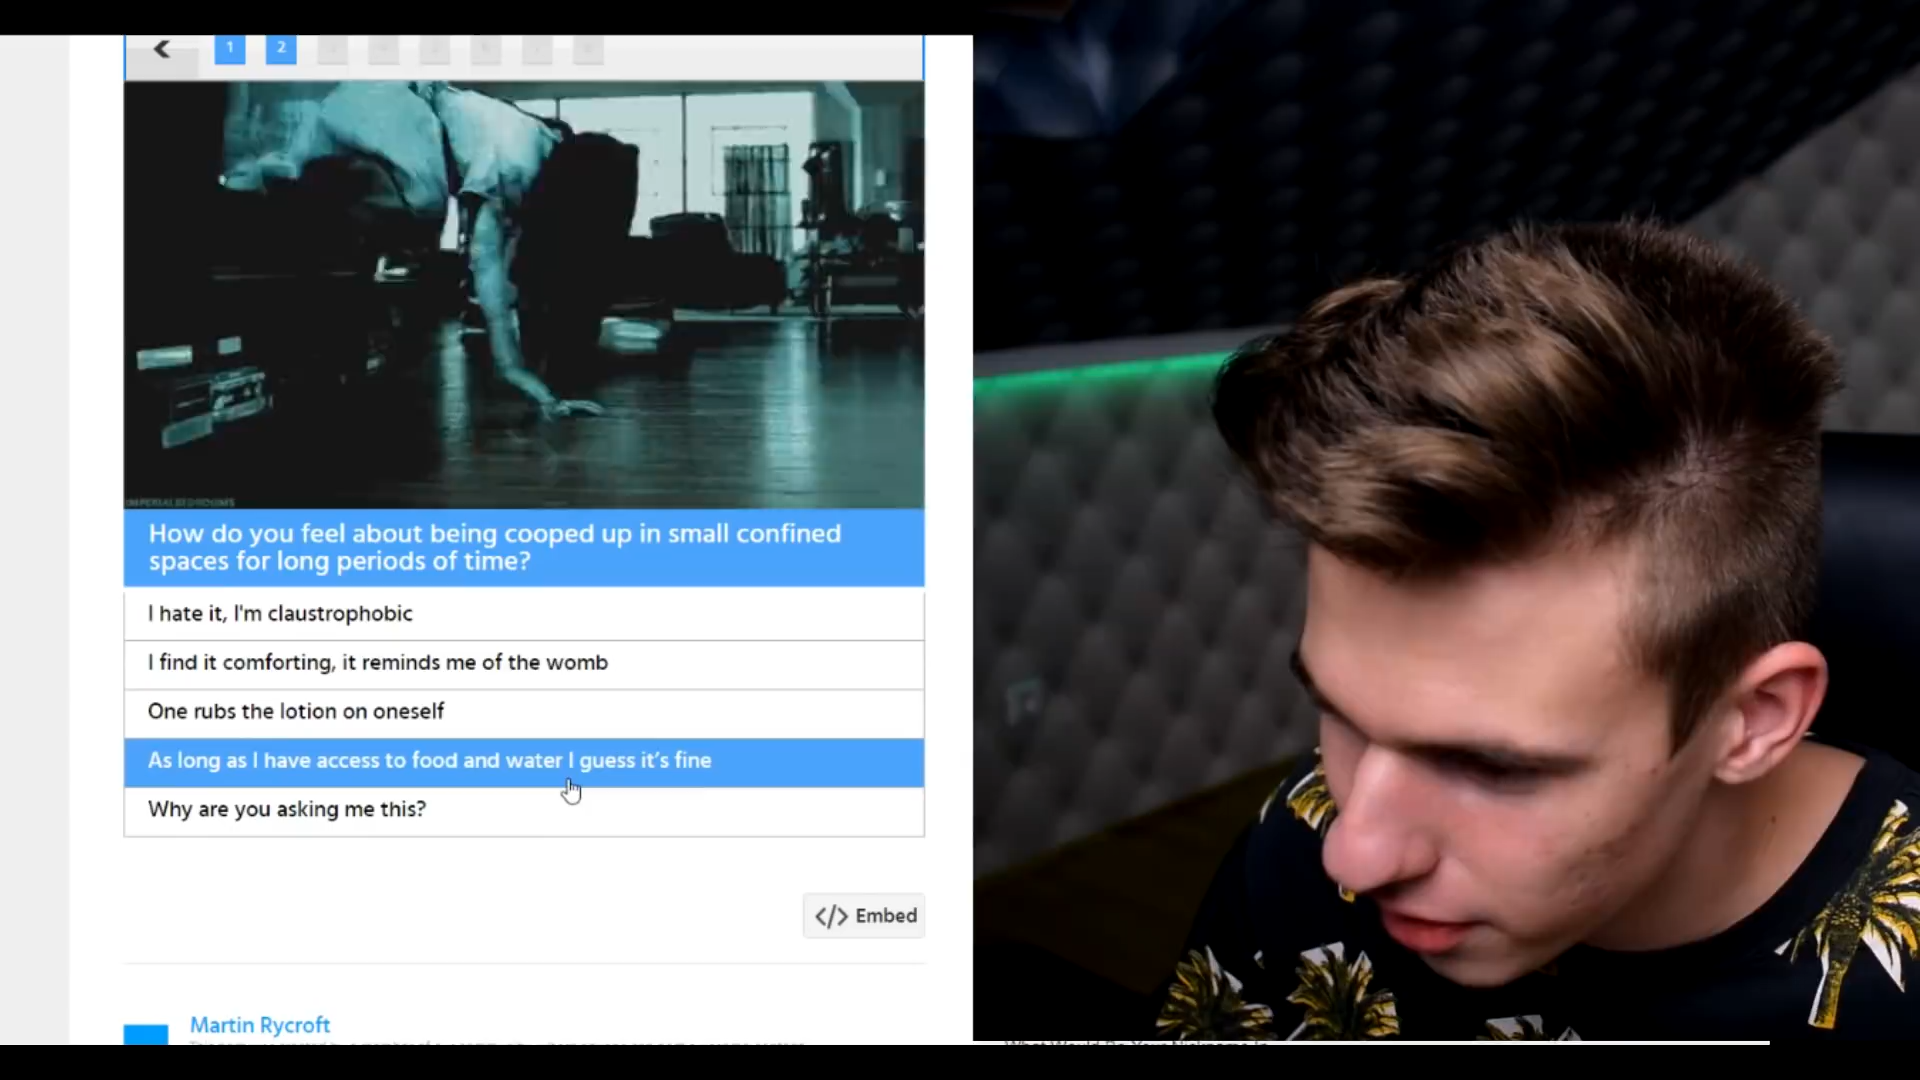 1 2
How do you feel about being cooped up in small confined
spaces for long periods of time?
I hate it, I'm claustrophobic
I find it comforting, it reminds me of the womb
One rubs the lotion on oneself
As long as I have access to food and water I guess it’s fine
Why are you asking me this?
</> Embed
Martin Rycroft